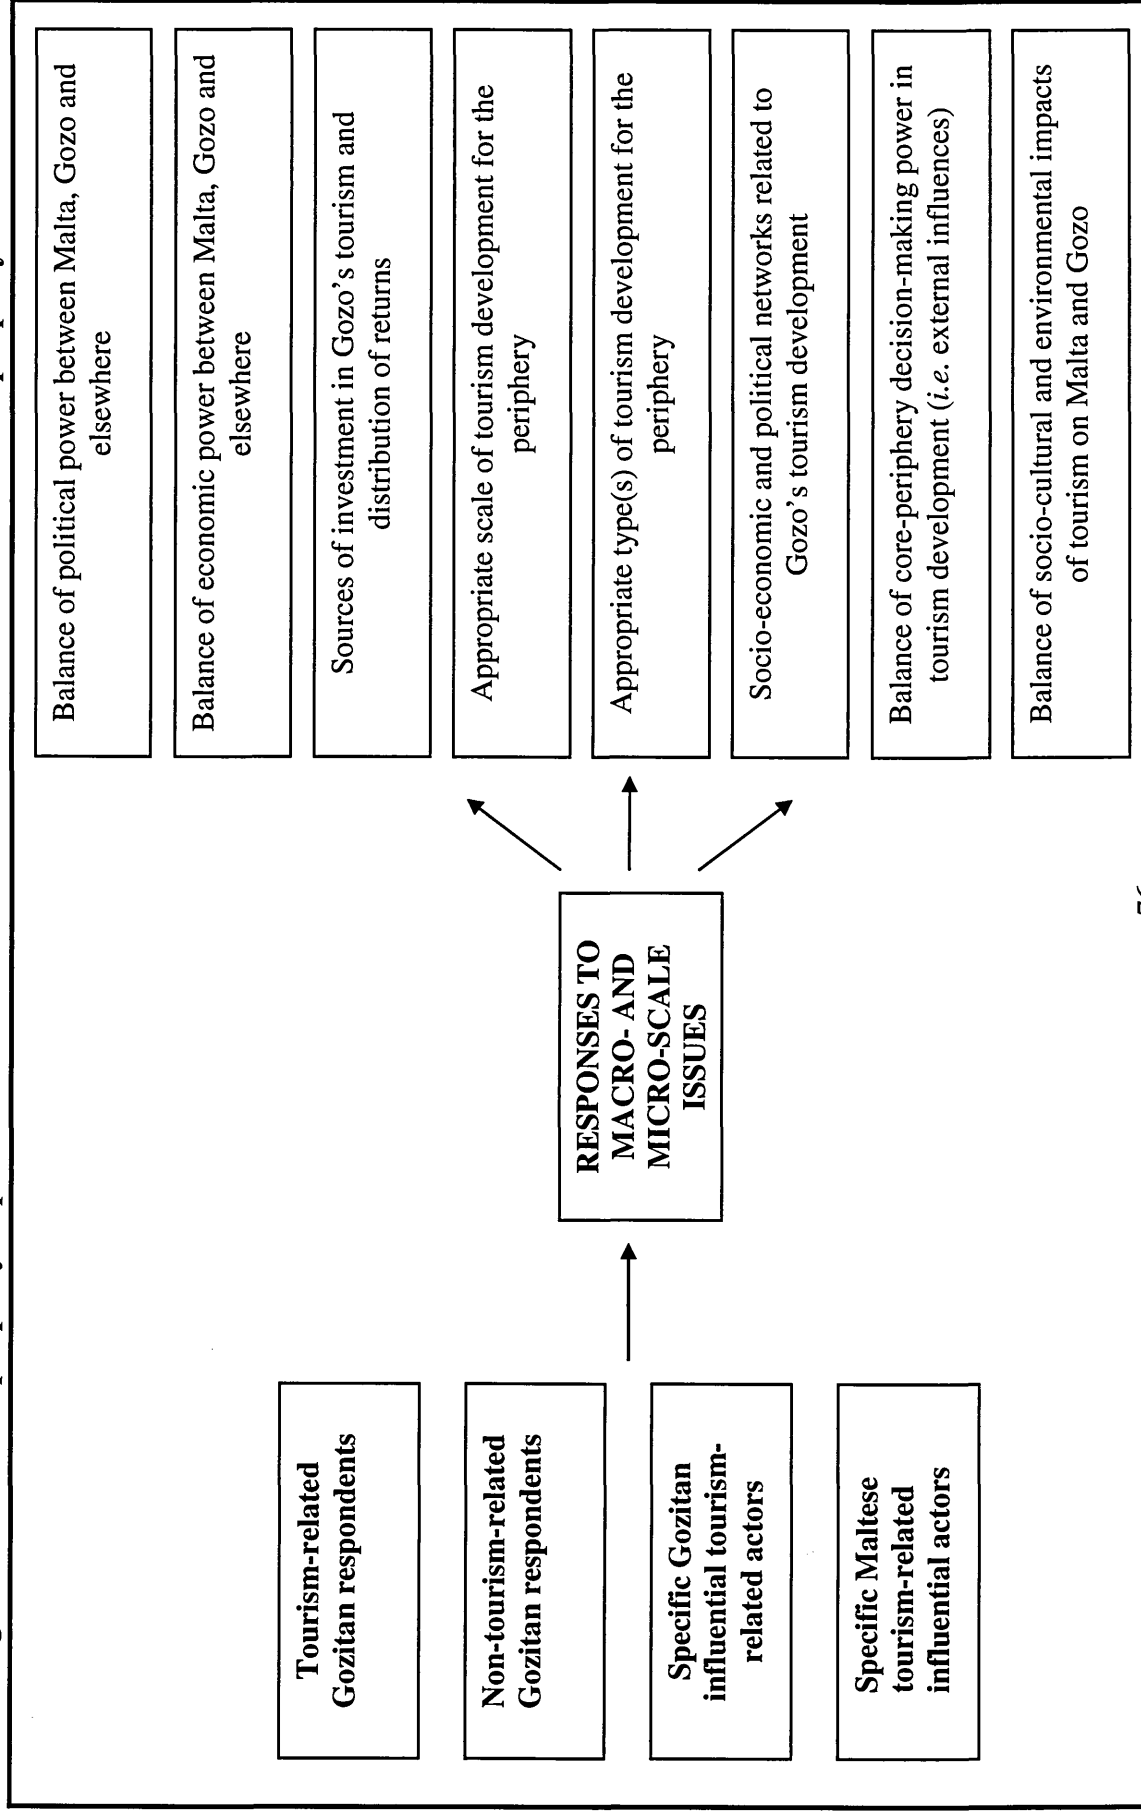 Tourism-related
Gozitan respondents
Non-tourism-related
Gozitan respondents
Specific Gozitan
influential tourism-
related actors
Specific Maltese
tourism-related
influential actors
RESPONSES TO
MACRO- AND
MICRO-SCALE
ISSUES
Balance of political power between Malta, Gozo and
elsewhere
Balance of economic power between Malta, Gozo and
elsewhere
Sources of investment in Gozo's tourism and
distribution of returns
Appropriate scale of tourism development for the
periphery
Appropriate type(s) of tourism development for the
periphery
Socio-economic and political networks related to
Gozo's tourism development
Balance of core-periphery decision-making power in
tourism development (i.e. external influences)
Balance of socio-cultural and environmental impacts
of tourism on Malta and Gozo